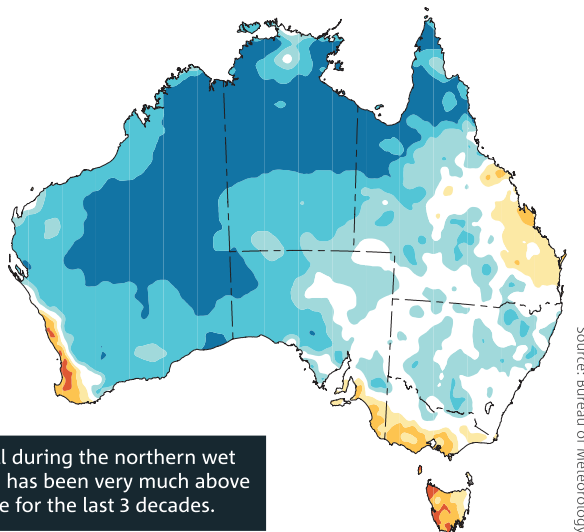 l during the northern wet
has been very much above
e for the last 3 decades.
Source: Bureau of Meteorology